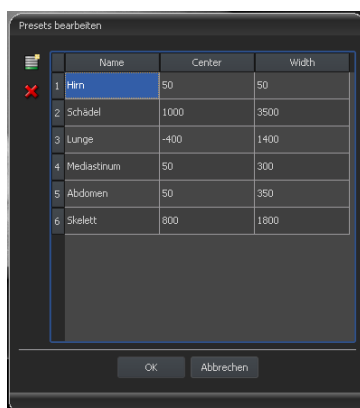 Presets bearbeiten
Name Center Width
1 Hirn 50 50
2 Schädel 1000 3500
3 Lunge -400 1400
4 Mediastinum 50 300
5 Abdomen 50 350
6 Skelett 800 1800
OK Abbrechen